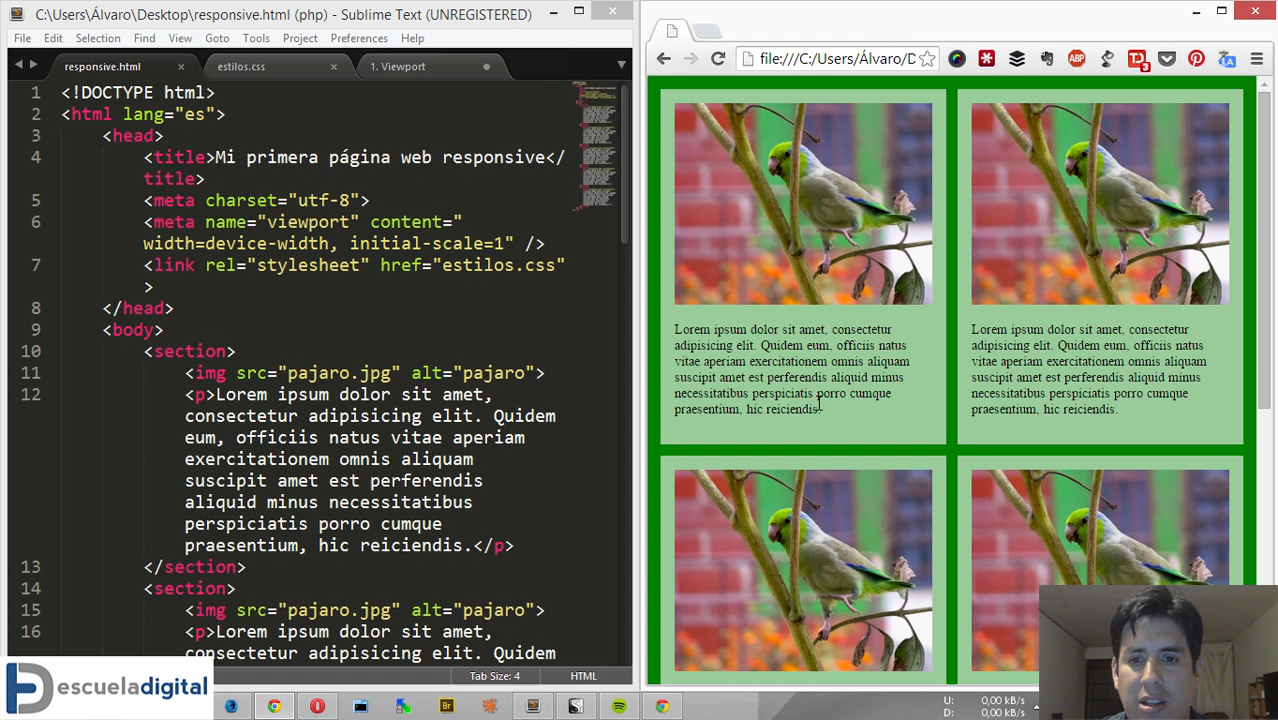 C:\Users\Álvaro\Desktop\responsive.html (php) - Sublime Text (UNREGISTERED)
File Edit Selection Find View Goto Tools Project Preferences Help
responsive.html × estilos.css × 1. Viewport
1 <!DOCTYPE html>
2 <html lang="es">
3 <head>
4 <title>Mi primera página web responsive</
title>
5 <meta charset="utf-8">
6 <meta name="viewport" content="
width=device-width, initial-scale=1" />
7 <link rel="stylesheet" href="estilos.css"
>
8 </head>
9 <body>
10 <section>
11 <img src="pajaro.jpg" alt="pajaro">
12 <p>Lorem ipsum dolor sit amet,
consectetur adipisicing elit. Quidem
eum, officiis natus vitae aperiam
exercitationem omnis aliquam
suscipit amet est perferendis
aliquid minus necessitatibus
perspiciatis porro cumque
praesentium, hic reiciendis.</p>
13 </section>
14 <section>
15 <img src="pajaro.jpg" alt="pajaro">
16 <p>Lorem ipsum dolor sit amet,
consectetur adipisicing elit. Quidem
Tab Size: 4 HTML
escueladigital
file:///C:/Users/Álvaro/D
ABP
3
Lorem ipsum dolor sit amet, consectetur
adipisicing elit. Quidem eum, officiis natus
vitae aperiam exercitationem omnis aliquam
suscipit amet est perferendis aliquid minus
necessitatibus perspiciatis porro cumque
praesentium, hic reiciendis.
Lorem ipsum dolor sit amet, consectetur
adipisicing elit. Quidem eum, officiis natus
vitae aperiam exercitationem omnis aliquam
suscipit amet est perferendis aliquid minus
necessitatibus perspiciatis porro cumque
praesentium, hic reiciendis.
Br
U: 0,00 kB/s
D: 0,00 kB/s